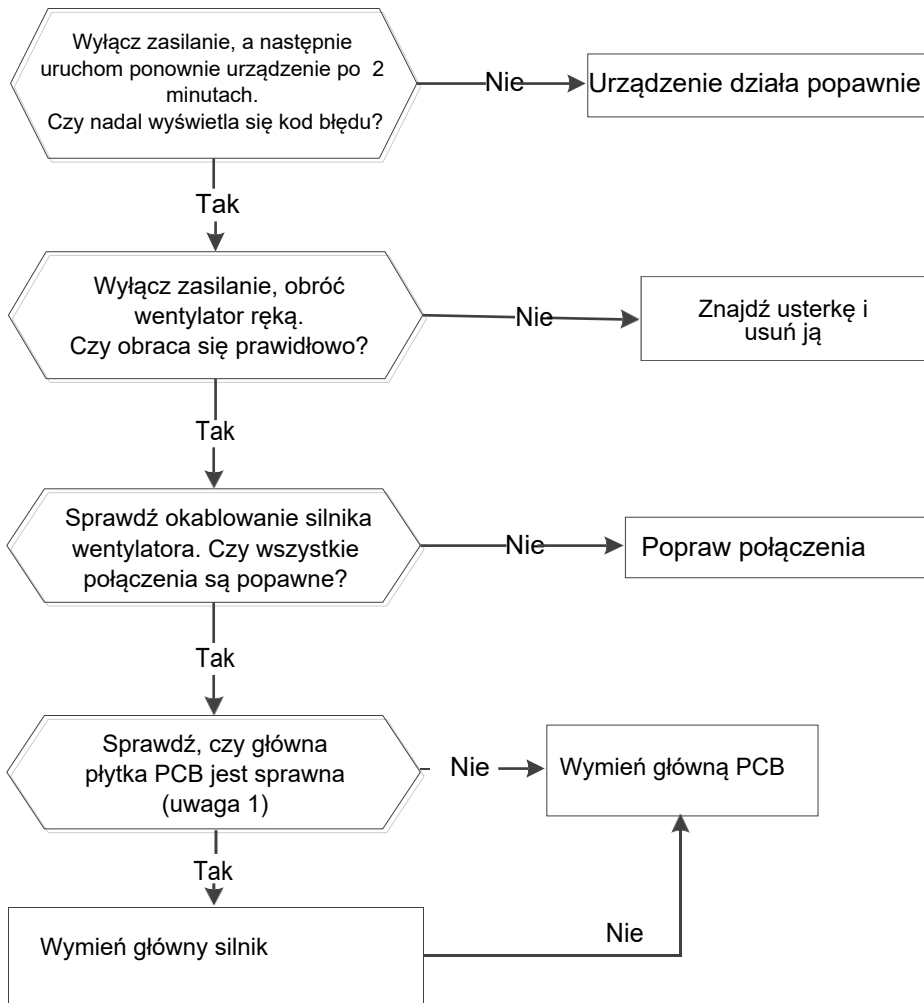 Wyłącz zasilanie, a następnie
uruchom ponownie urządzenie po 2
minutach.
Czy nadal wyświetla się kod błędu?
Nie
Urządzenie działa popawnie
Tak
Wyłącz zasilanie, obróć
wentylator ręką.
Czy obraca się prawidłowo?
Nie
Znajdź usterkę i
usuń ją
Tak
Sprawdź okablowanie silnika
wentylatora. Czy wszystkie
połączenia są popawne?
Nie
Popraw połączenia
Tak
Sprawdź, czy główna
płytka PCB jest sprawna
(uwaga 1)
Nie
Wymień główną PCB
Tak
Wymień główny silnik
Nie